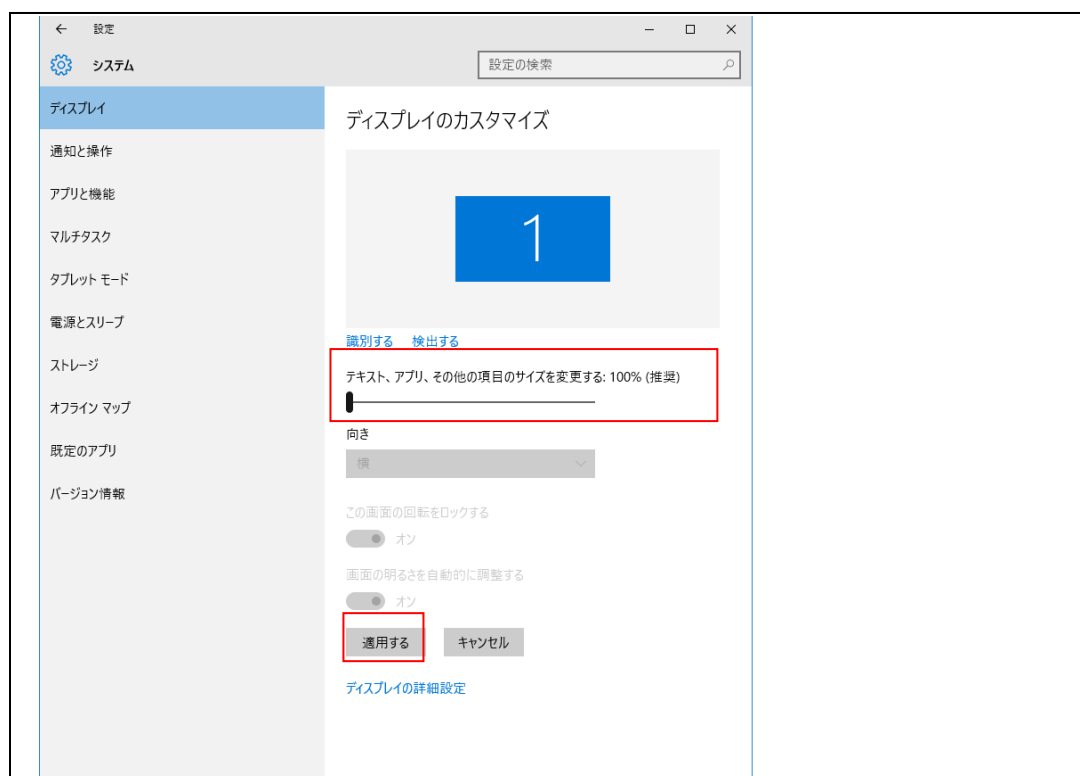 設定
システム
設定の検索
ディスプレイ
通知と操作
アプリと機能
マルチタスク
タブレット モード
電源とスリープ
ストレージ
オフライン マップ
既定のアプリ
バージョン情報
ディスプレイのカスタマイズ
1
識別する 検出する
テキスト、アプリ、その他の項目のサイズを変更する: 100% (推奨)
向き
横
この画面の回転をロックする
オン
画面の明るさを自動的に調整する
オン
適用する キャンセル
ディスプレイの詳細設定